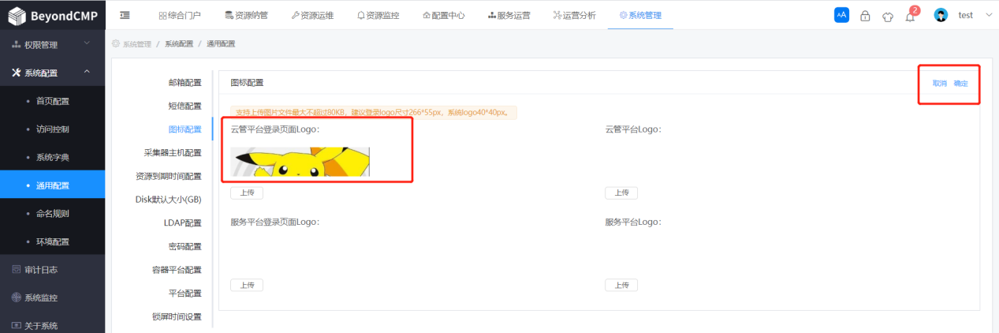 BeyondCMP
综合门户
资源纳管
资源运维
资源监控
配置中心
服务运营
运营分析
系统管理
AA
2
test
权限管理
系统配置
首页配置
访问控制
系统字典
通用配置
命名规则
环境配置
审计日志
系统监控
关于系统
系统管理 / 系统配置 / 通用配置
邮箱配置
短信配置
图标配置
采集器主机配置
资源到期时间配置
Disk默认大小(GB)
LDAP配置
密码配置
容器平台配置
平台配置
锁屏时间设置
图标配置
取消 确定
支持上传图片文件最大不超过80KB，建议登录logo尺寸266*55px，系统logo40*40px。
云管平台登录页面Logo：
云管平台Logo：
上传
上传
服务平台登录页面Logo：
服务平台Logo：
上传
上传